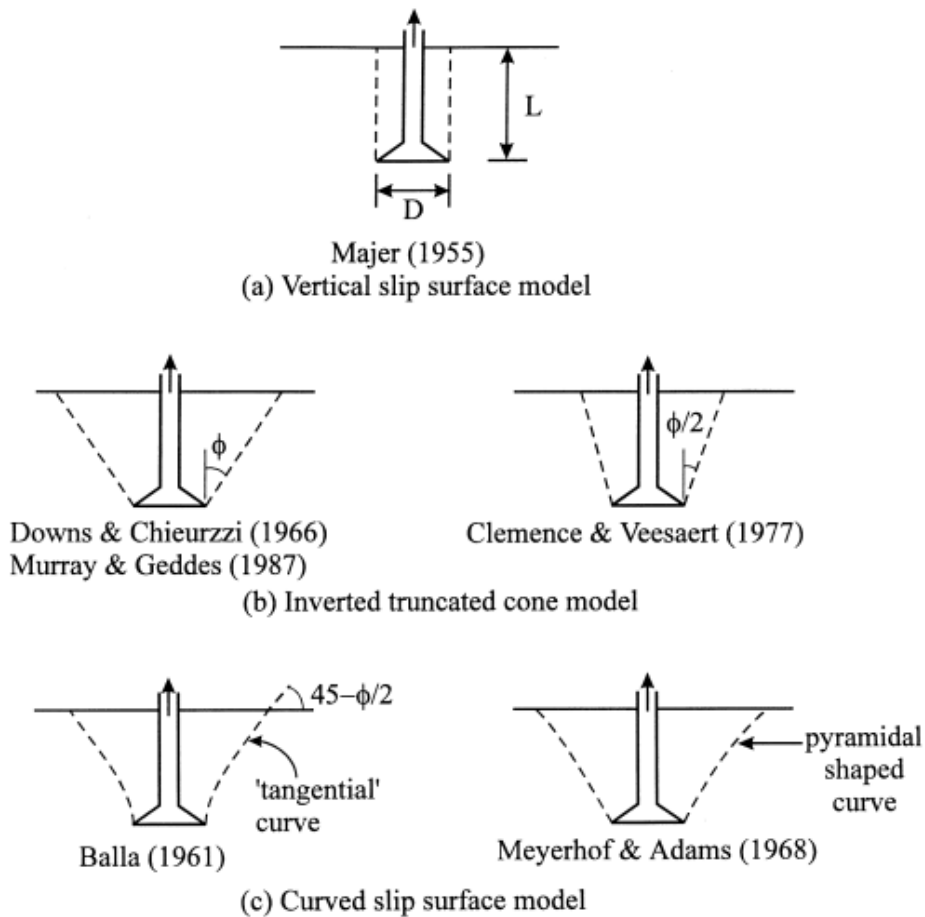 L
D
Majer (1955)
(a) Vertical slip surface model
ϕ
ϕ/2
Downs & Chieurzzi (1966)
Murray & Geddes (1987)
Clemence & Veesaert (1977)
(b) Inverted truncated cone model
45−ϕ/2
'tangential'
curve
pyramidal
shaped
curve
Balla (1961)
Meyerhof & Adams (1968)
(c) Curved slip surface model